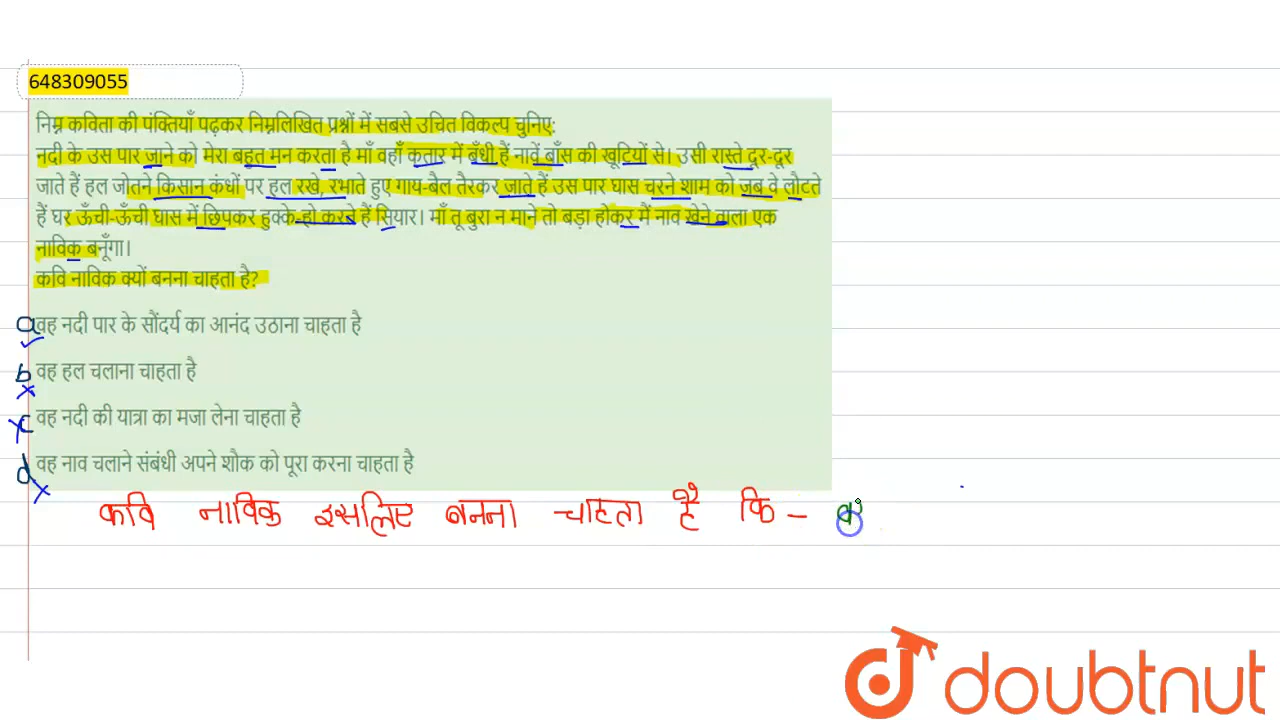 648309055
निम्न कविता की पंक्तियाँ पढ़कर निम्नलिखित प्रश्नों में सबसे उचित विकल्प चुनिए:
नदी के उस पार जाने को मेरा बहुत मन करता है माँ वहाँ कतार में बँधी हैं नावें बाँस की खूटियों से। उसी रास्ते दूर-दूर
जाते हैं हल जोतने किसान कंधों पर हल रखे, रभाते हुए गाय-बैल तैरकर जाते हैं उस पार घास चरने शाम को जब वे लौटते
हैं घर ऊँची-ऊँची घास में छिपकर हुक्के-हो करते हैं सियार। माँ तू बुरा न माने तो बड़ा होकर मैं नाव खेने वाला एक
नाविक बनूँगा।
कवि नाविक क्यों बनना चाहता है?
a वह नदी पार के सौंदर्य का आनंद उठाना चाहता है
b वह हल चलाना चाहता है
c वह नदी की यात्रा का मजा लेना चाहता है
d वह नाव चलाने संबंधी अपने शौक को पूरा करना चाहता है
कवि नाविक इसलिए बनना चाहता है कि –
doubtnut